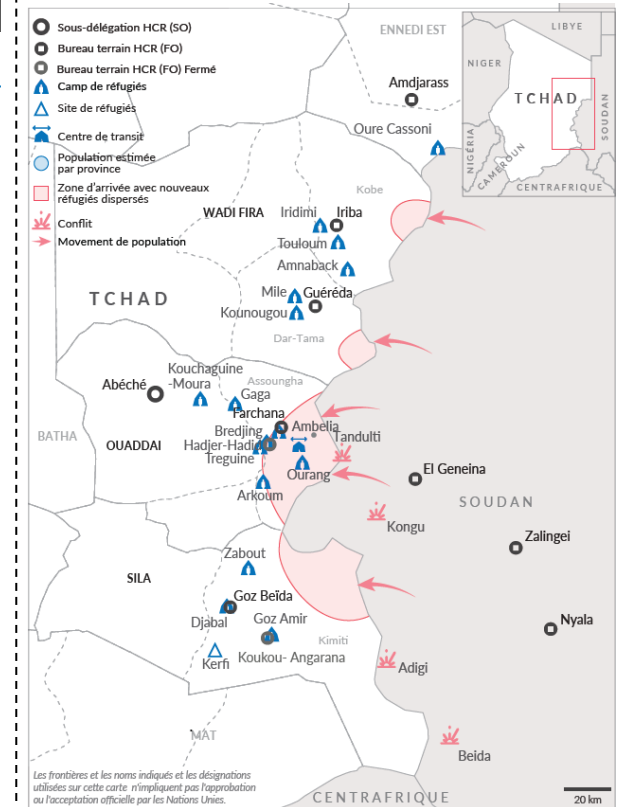 Sous-délégation HCR (SO)
Bureau terrain HCR (FO)
Bureau terrain HCR (FO) Fermé
Camp de réfugiés
Site de réfugiés
Centre de transit
Population estimée
par province
Zone d'arrivée avec nouveaux
réfugiés dispersés
Conflit
Movement de population
ENNEDI EST
Amdjarass
Oure Cassoni
LIBYE
NIGER
TCHAD
SOUDAN
NIGÉRIA
CAMEROUN
CENTRAFRIQUE
Kobe
WADI FIRA
Iridimi
Iriba
Touloum
Amnaback
TCHAD
Mile
Guéréda
Kounougou
Dar-Tama
Kouchaguine
-Moura
Assoungha
Abéché
Gaga
Farchana
BATHA
OUADDAI
Bredjing
Ambelia
Tandulti
Hadjer-Hadid
Treguine
Ourang
El Geneina
Arkoum
SOUDAN
Kongu
Zalingei
Zabout
SILA
Goz Beïda
Djabal
Goz Amir
Nyala
Kimiti
Kerfi
Koukou- Angarana
Adigi
MAT
Beida
Les frontières et les noms indiqués et les désignations
utilisées sur cette carte n'impliquent pas l'approbation
ou l'acceptation officielle par les Nations Unies.
CENTRAFRIQUE
20 km